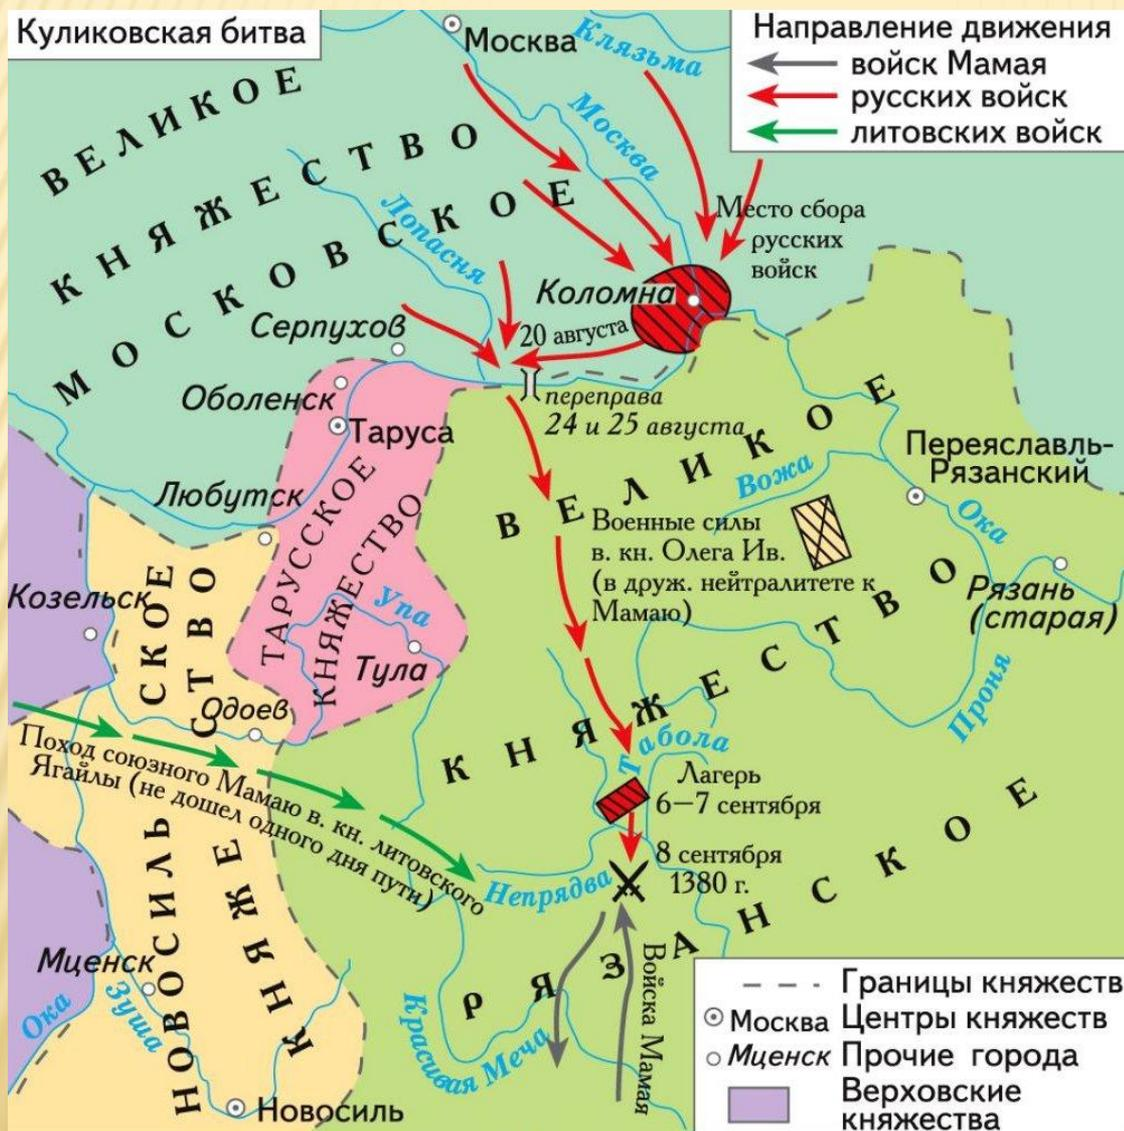 Куликовская битва
Направление движения
войск Мамая
русских войск
литовских войск
Москва
Клязьма
Москва
ВЕЛИКОЕ
КНЯЖЕСТВО
МОСКОВСКОЕ
Лопасня
Место сбора
русских
войск
Коломна
20 августа
Серпухов
Оболенск
Таруса
переправа
24 и 25 августа
Любутск
ТАРУССКОЕ
КНЯЖЕСТВО
Упа
Тула
ВЕЛИКОЕ
КНЯЖЕСТВО
РЯЗАНСКОЕ
Вожа
Переяславль-
Рязанский
Ока
Рязань
(старая)
Проня
Военные силы
в. кн. Олега Ив.
(в друж. нейтралитете к
Мамаю)
Козельск
Одоев
НОВОСИЛЬСКОЕ
КНЯЖЕСТВО
Поход союзного Мамаю в. кн. литовского
Ягайлы (не дошел одного дня пути)
Табола
Лагерь
6–7 сентября
8 сентября
1380 г.
Непрядва
Войска Мамая
Красивая Меча
Мценск
Ока
Зуша
Новосиль
Границы княжеств
Москва Центры княжеств
Мценск Прочие города
Верховские
княжества